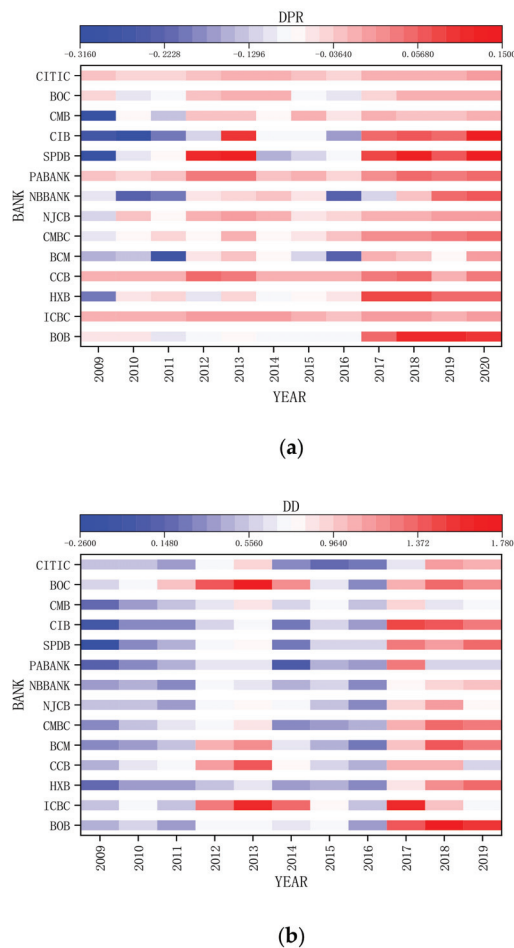 DPR
-0.3160 -0.2228 -0.1296 -0.03640 0.05680 0.1500
CITIC
BOC
CMB
CIB
SPDB
PABANK
NBBANK
NJCB
CMBC
BCM
CCB
HXB
ICBC
BOB
BANK
2009 2010 2011 2012 2013 2014 2015 2016 2017 2018 2019 2020
YEAR
(a)
DD
-0.2600 0.1480 0.5560 0.9640 1.372 1.780
CITIC
BOC
CMB
CIB
SPDB
PABANK
NBBANK
NJCB
CMBC
BCM
CCB
HXB
ICBC
BOB
BANK
2009 2010 2011 2012 2013 2014 2015 2016 2017 2018 2019
YEAR
(b)